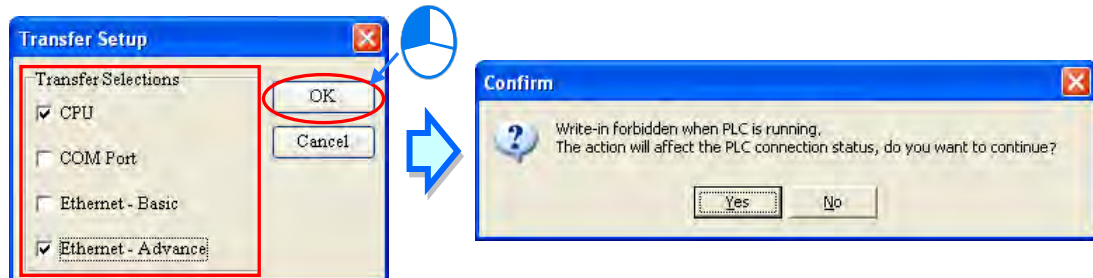 Transfer Setup
Transfer Selections
CPU
COM Port
Ethernet - Basic
Ethernet - Advance
OK
Cancel
Confirm
Write-in forbidden when PLC is running.
The action will affect the PLC connection status, do you want to continue?
Yes
No